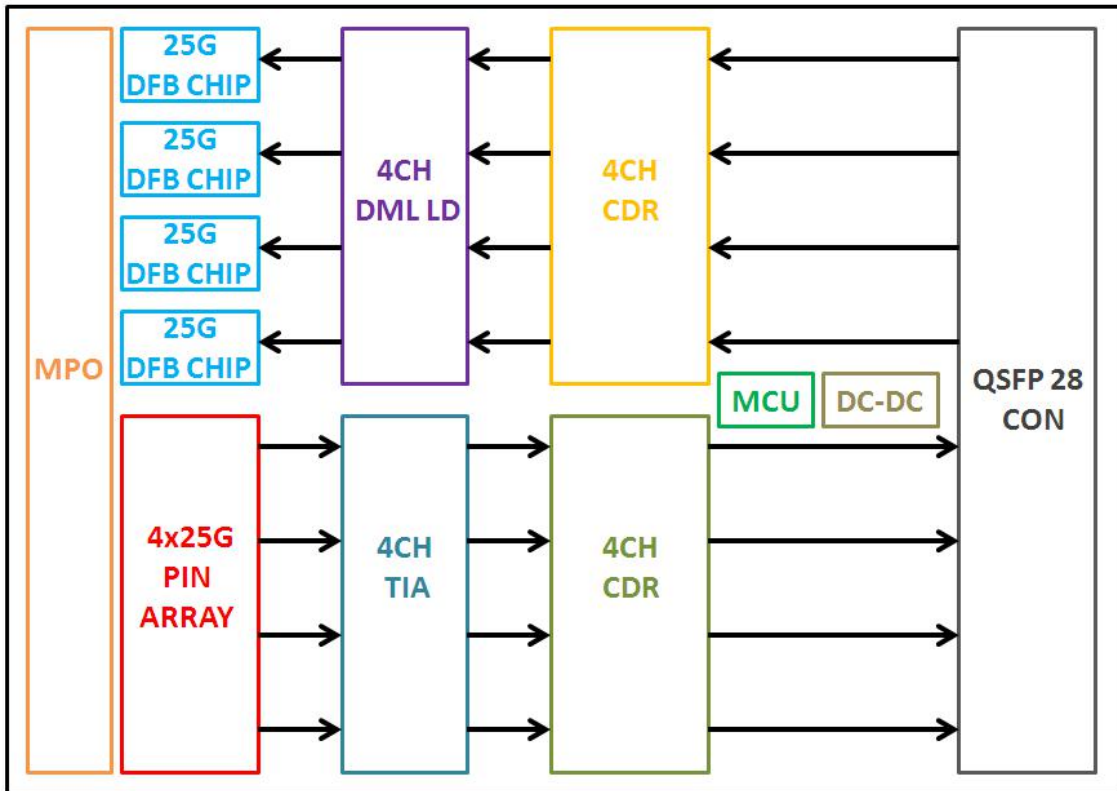 25G
DFB CHIP
25G
DFB CHIP
25G
DFB CHIP
25G
DFB CHIP
4CH
DML LD
4CH
CDR
MPO
MCU
DC-DC
QSFP 28
CON
4x25G
PIN
ARRAY
4CH
TIA
4CH
CDR